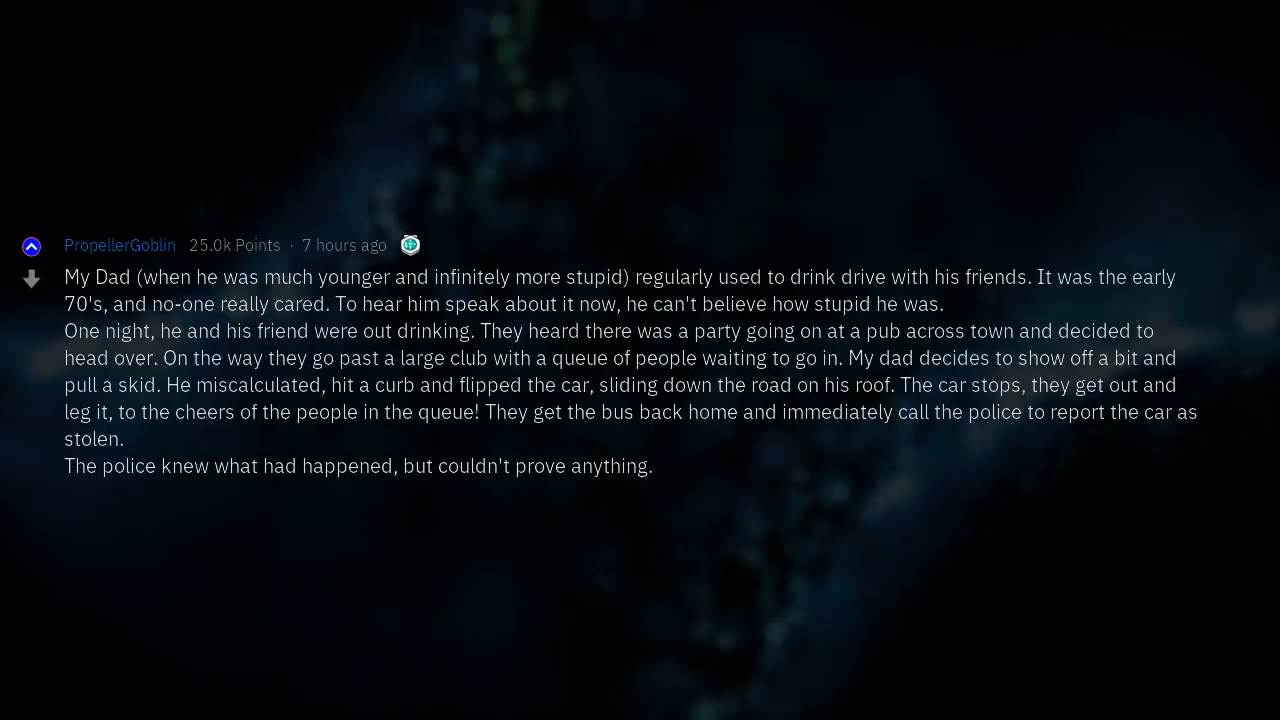 PropellerGoblin 25.0k Points · 7 hours ago
My Dad (when he was much younger and infinitely more stupid) regularly used to drink drive with his friends. It was the early
70's, and no-one really cared. To hear him speak about it now, he can't believe how stupid he was.
One night, he and his friend were out drinking. They heard there was a party going on at a pub across town and decided to
head over. On the way they go past a large club with a queue of people waiting to go in. My dad decides to show off a bit and
pull a skid. He miscalculated, hit a curb and flipped the car, sliding down the road on his roof. The car stops, they get out and
leg it, to the cheers of the people in the queue! They get the bus back home and immediately call the police to report the car as
stolen.
The police knew what had happened, but couldn't prove anything.